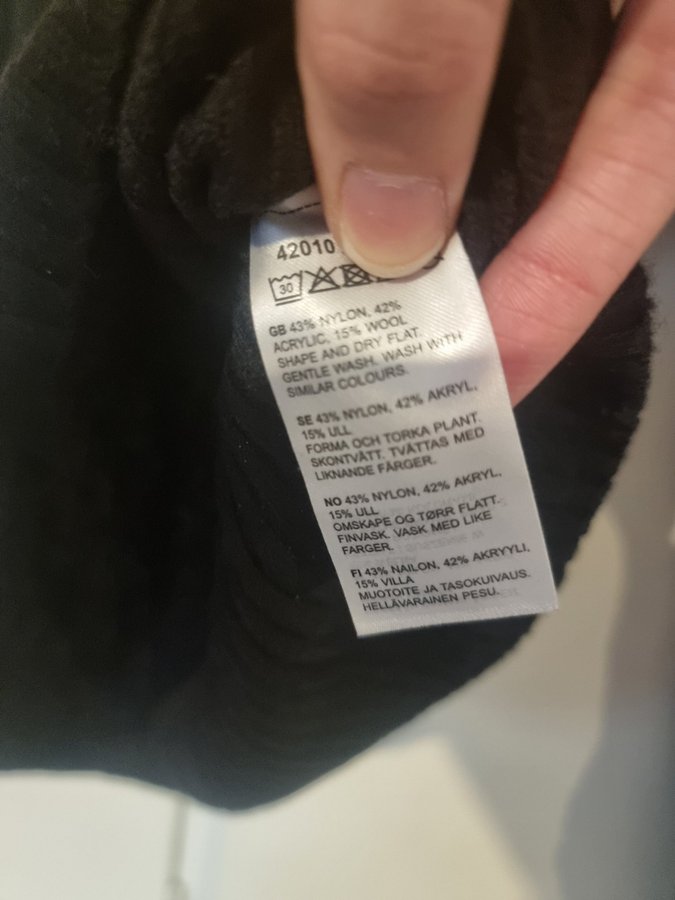 42010
30
GB 43% NYLON, 42%
ACRYLIC, 15% WOOL
SHAPE AND DRY FLAT.
GENTLE WASH. WASH WITH
SIMILAR COLOURS.
SE 43% NYLON, 42% AKRYL,
15% ULL
FORMA OCH TORKA PLANT.
SKONTVÄTT. TVÄTTAS MED
LIKNANDE FÄRGER.
NO 43% NYLON, 42% AKRYL,
15% ULL
OMSKAPE OG TØRR FLATT.
FINVASK. VASK MED LIKE
FARGER.
FI 43% NAILON, 42% AKRYYLI,
15% VILLA
MUOTOITE JA TASOKUIVAUS.
HELLÄVARAINEN PESU.